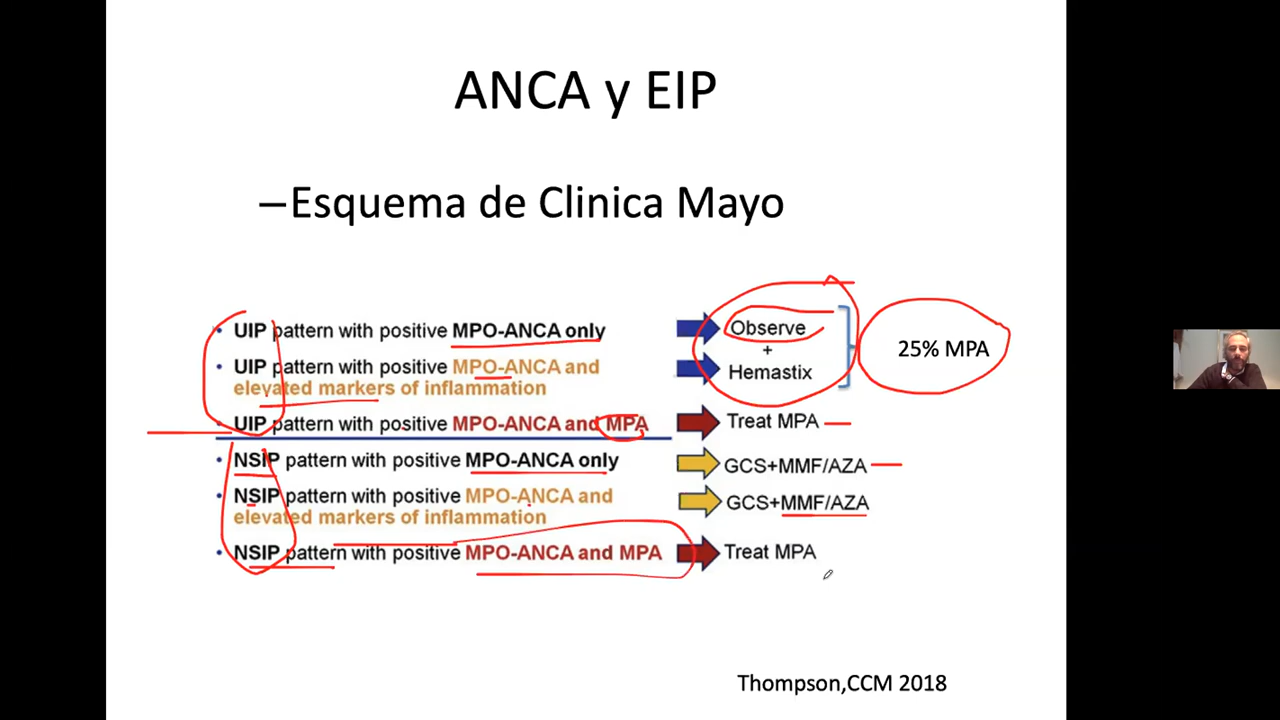 ANCA y EIP
–Esquema de Clinica Mayo
• UIP pattern with positive MPO-ANCA only
Observe
+
Hemastix
25% MPA
• UIP pattern with positive MPO-ANCA and
elevated markers of inflammation
• UIP pattern with positive MPO-ANCA and MPA
Treat MPA
• NSIP pattern with positive MPO-ANCA only
GCS+MMF/AZA
• NSIP pattern with positive MPO-ANCA and
elevated markers of inflammation
GCS+MMF/AZA
• NSIP pattern with positive MPO-ANCA and MPA
Treat MPA
Thompson,CCM 2018